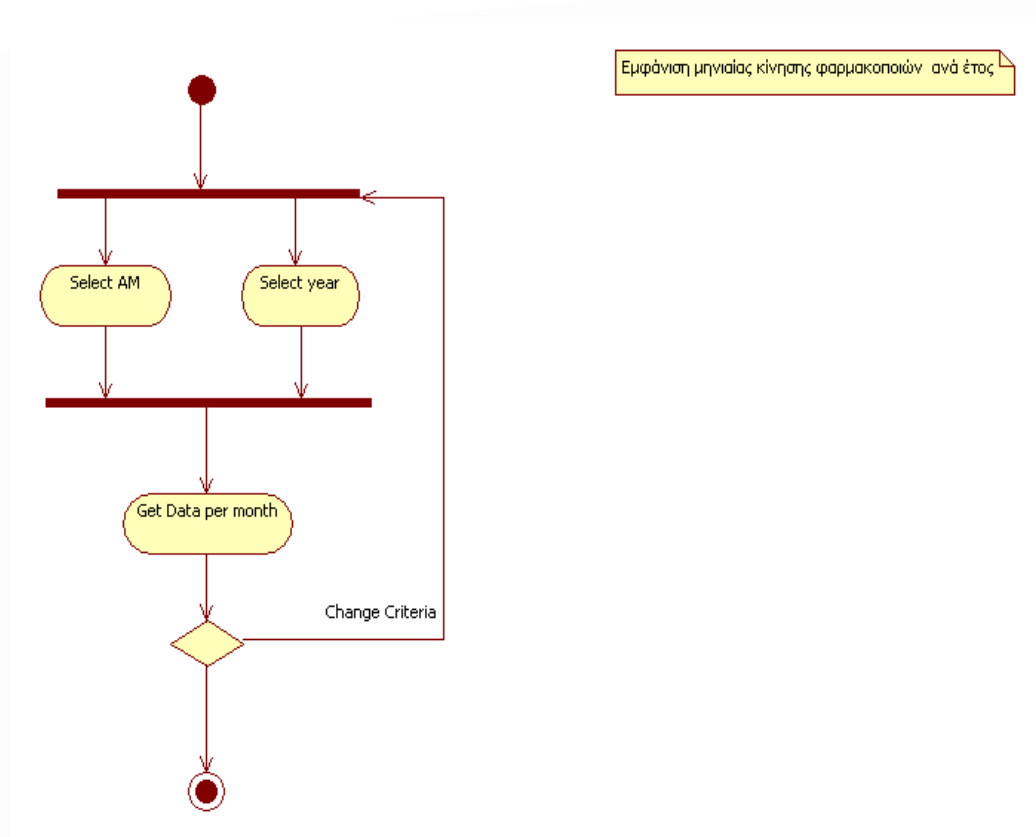 Εμφάνιση μηνιαίας κίνησης φαρμακοποιών ανά έτος
Select AM
Select year
Get Data per month
Change Criteria